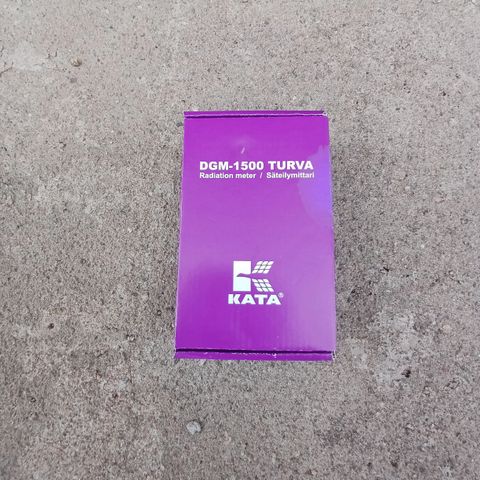 DGM-1500 TURVA
Radiation meter / Säteilymittari
KATA®